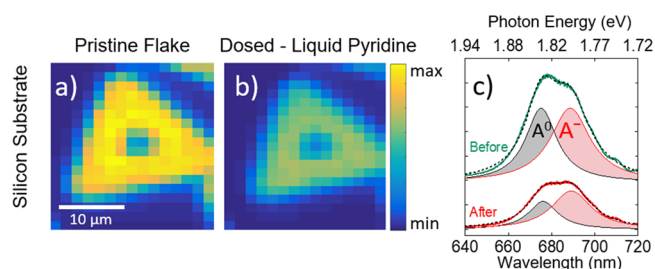 Pristine Flake
Dosed - Liquid Pyridine
Silicon Substrate
a)
10 µm
b)
max
min
Photon Energy (eV)
1.94 1.88 1.82 1.77 1.72
c)
A⁰ A⁻
Before
After
640 660 680 700 720
Wavelength (nm)